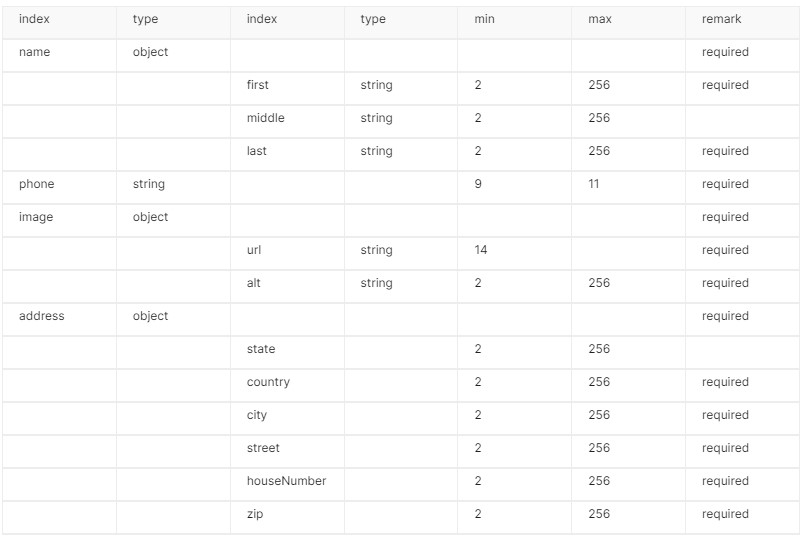 index type index type min max remark
name object required
first string 2 256 required
middle string 2 256
last string 2 256 required
phone string 9 11 required
image object required
url string 14 required
alt string 2 256 required
address object required
state 2 256
country 2 256 required
city 2 256 required
street 2 256 required
houseNumber 2 256 required
zip 2 256 required